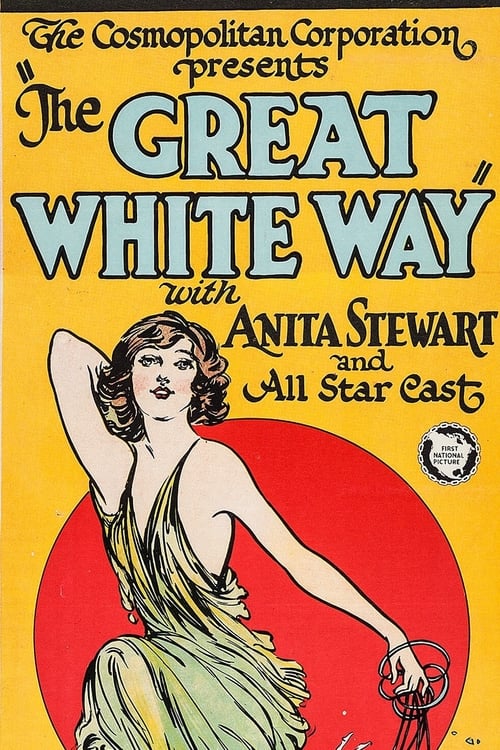 The Cosmopolitan Corporation
presents
"The GREAT
WHITE WAY"
with
ANITA STEWART
and
All Star Cast
FIRST
NATIONAL
PICTURE